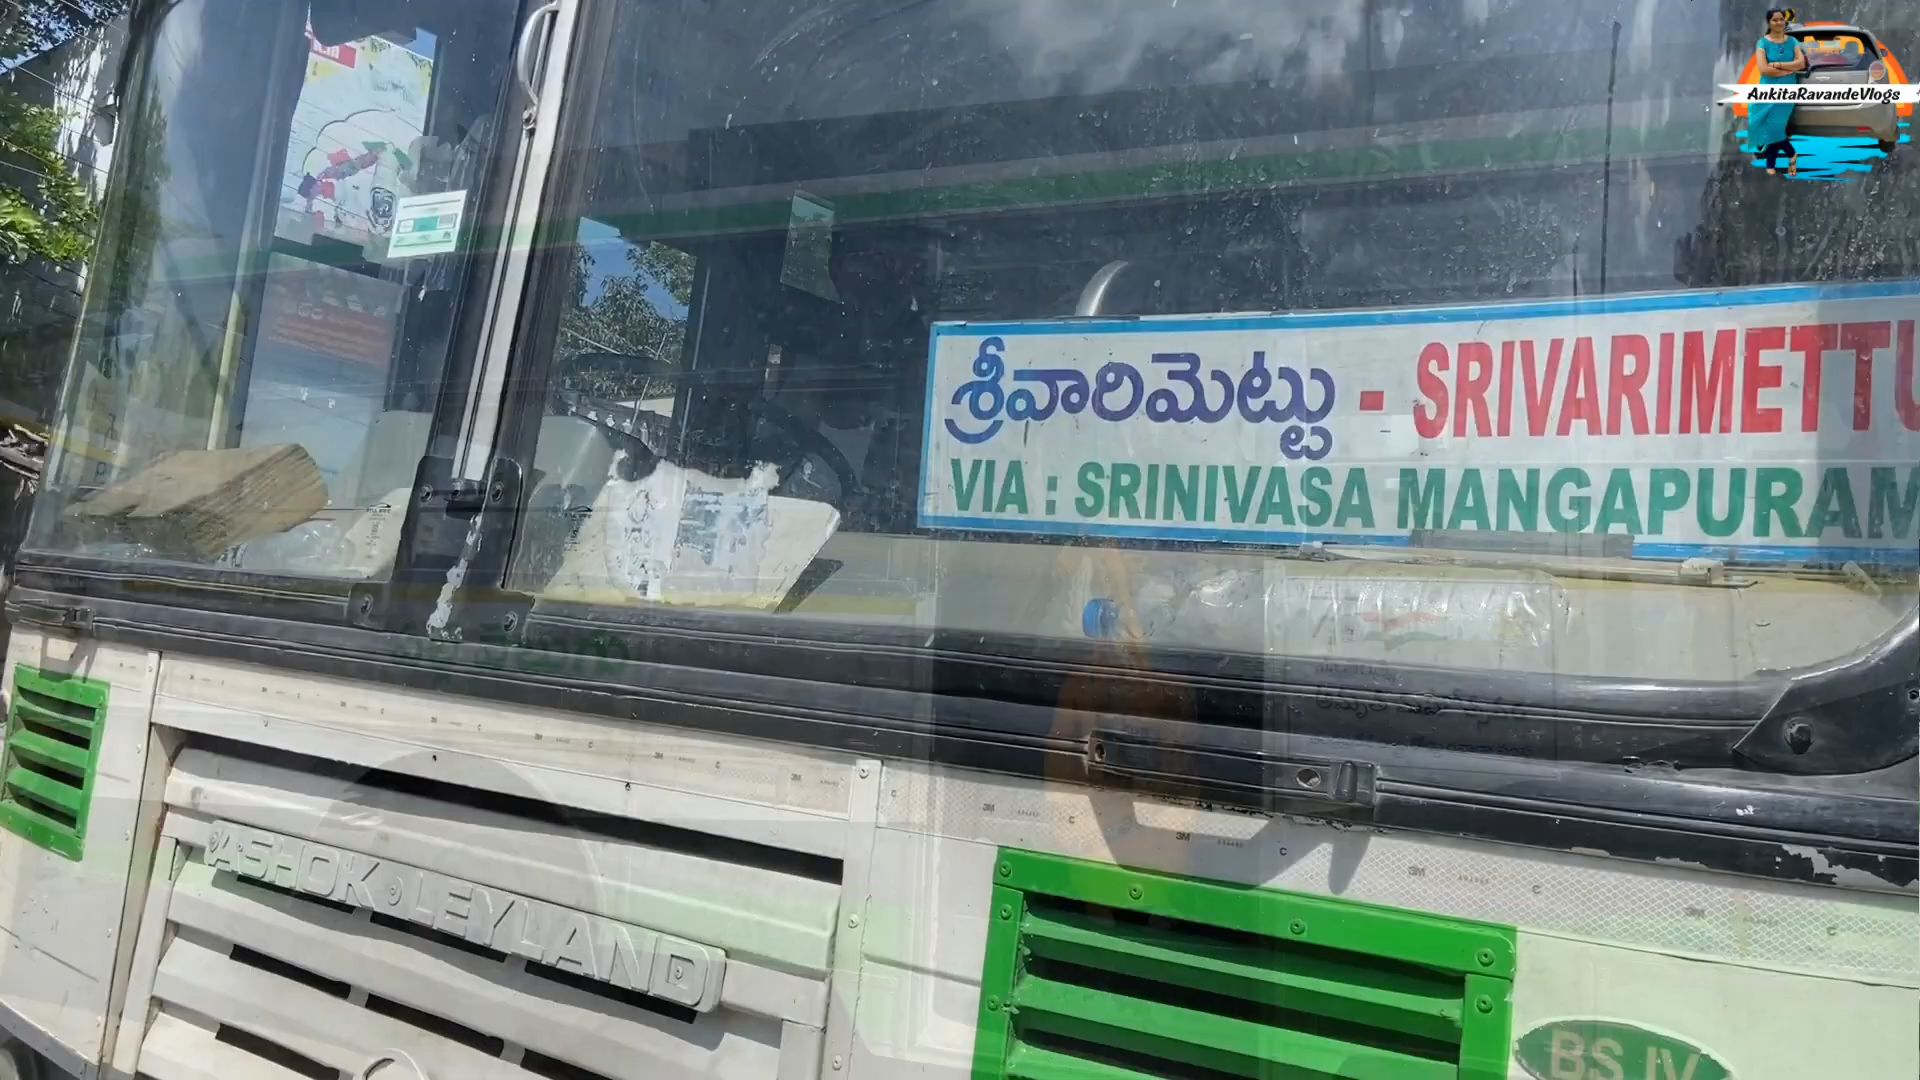 AnkitaRavandeVlogs
శ్రీవారిమెట్టు - SRIVARIMETTU
VIA : SRINIVASA MANGAPURAM
ASHOK LEYLAND
BS IV